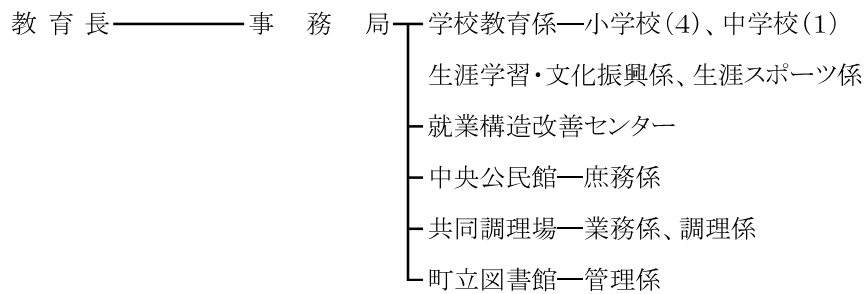 教育長 事務局 学校教育係―小学校(4)、中学校(1)
生涯学習・文化振興係、生涯スポーツ係
就業構造改善センター
中央公民館―庶務係
共同調理場―業務係、調理係
町立図書館―管理係